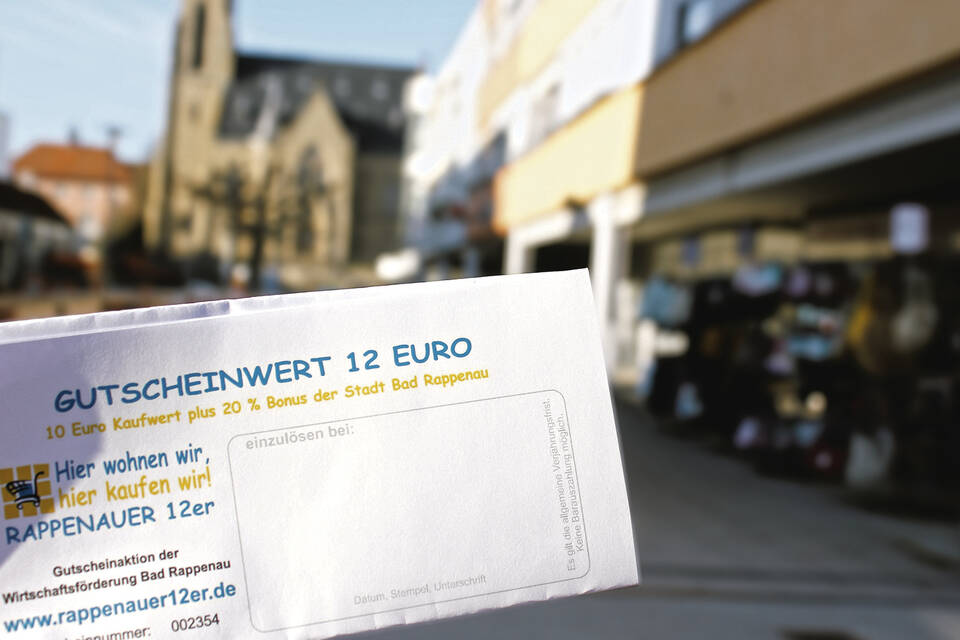 GUTSCHEINWERT 12 EURO
10 Euro Kaufwert plus 20 % Bonus der Stadt Bad Rappenau
Hier wohnen wir,
hier kaufen wir!
RAPPENAUER 12er
Gutscheinaktion der
Wirtschaftsförderung Bad Rappenau
www.rappenauer12er.de
002354
einzulösen bei:
Datum, Stempel, Unterschrift
Es gilt die allgemeine Verjährungsfrist.
Keine Barauszahlung möglich.